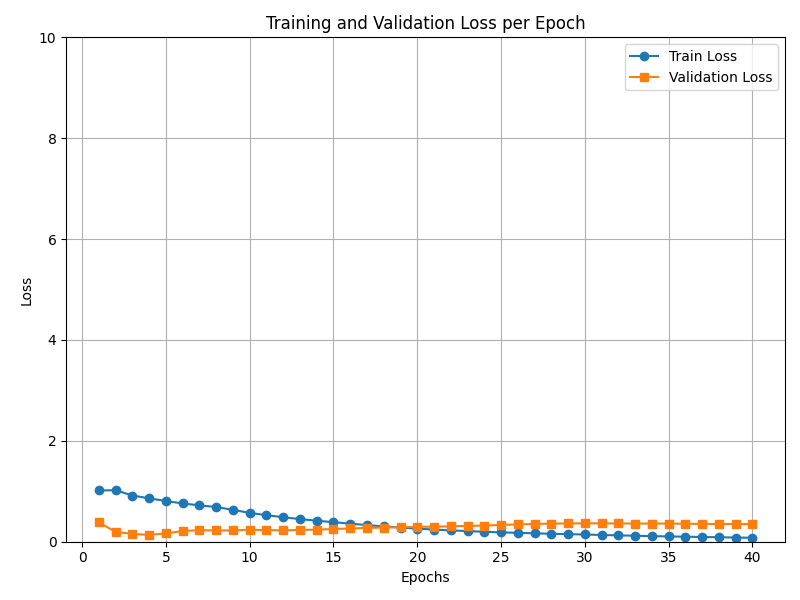 Training and Validation Loss per Epoch
Train Loss
Validation Loss
Loss
10
8
6
4
2
0
0 5 10 15 20 25 30 35 40
Epochs